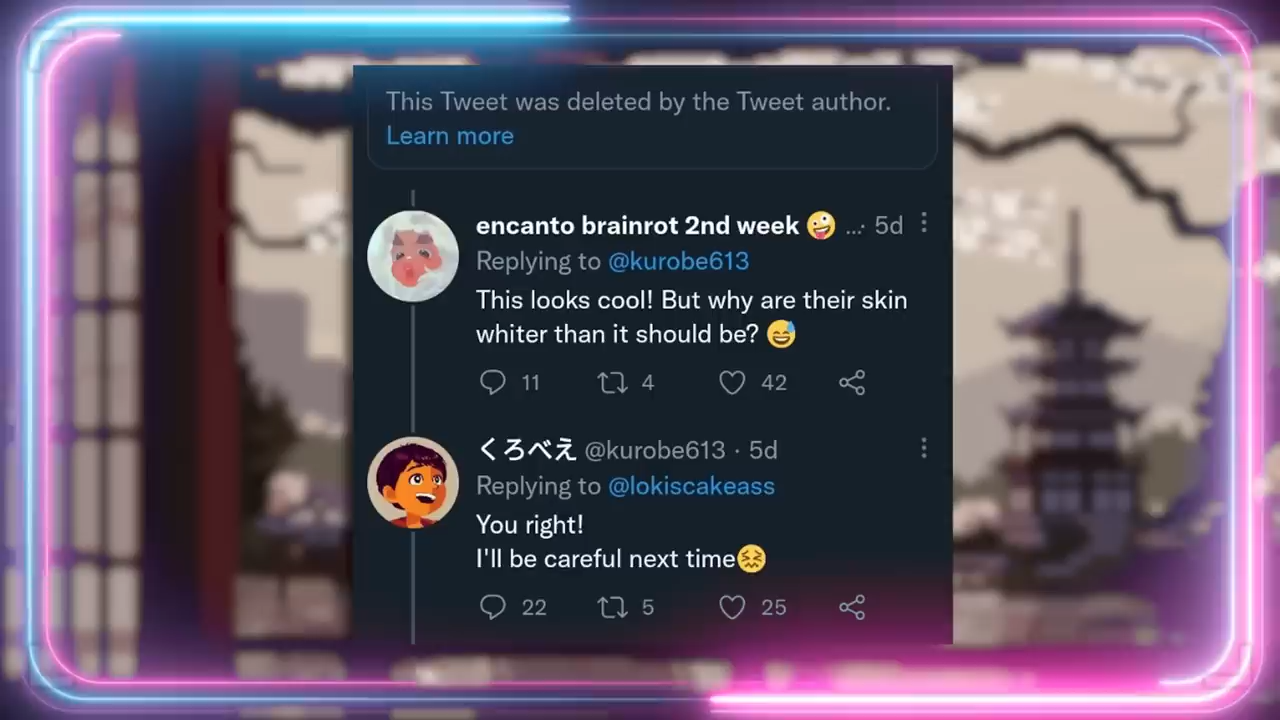 This Tweet was deleted by the Tweet author.
Learn more
encanto brainrot 2nd week 🤪 ... · 5d
Replying to @kurobe613
This looks cool! But why are their skin
whiter than it should be? 😅
11 4 42
くろべえ @kurobe613 · 5d
Replying to @lokiscakeass
You right!
I'll be careful next time😖
22 5 25